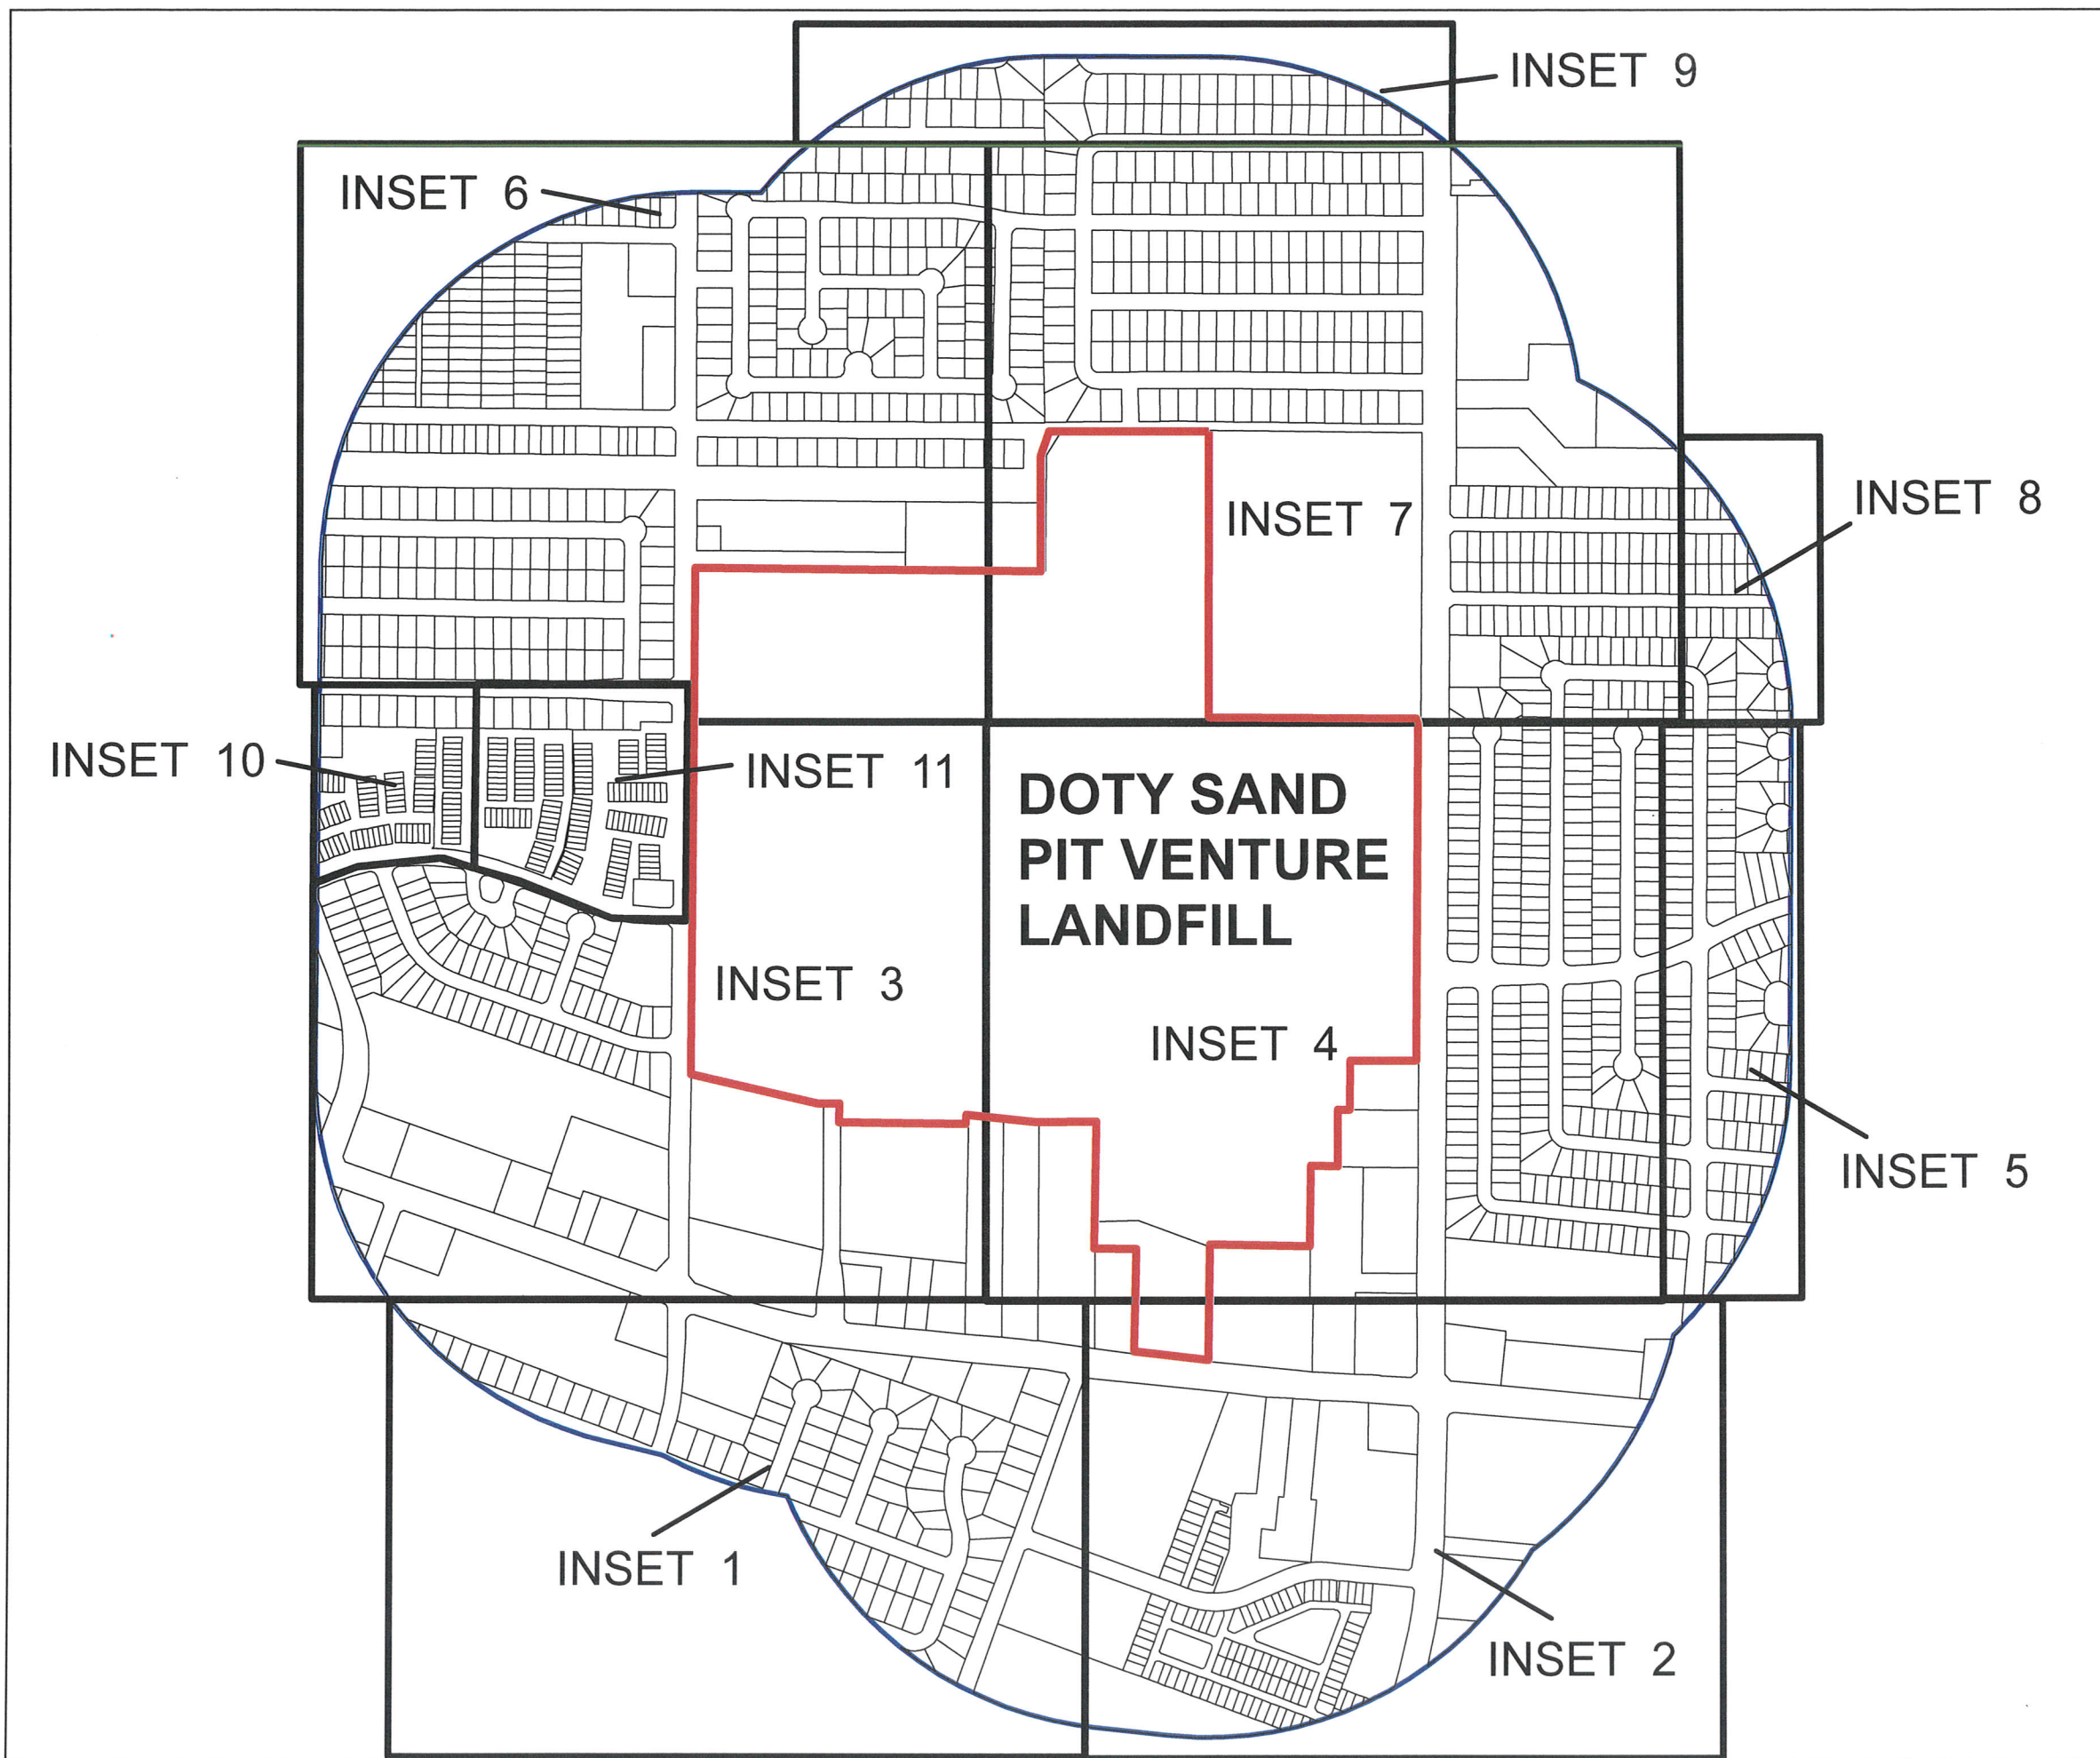 INSET 9
INSET 6
INSET 8
INSET 7
INSET 10
INSET 11
DOTY SAND
PIT VENTURE
LANDFILL
INSET 3
INSET 4
INSET 5
INSET 1
INSET 2